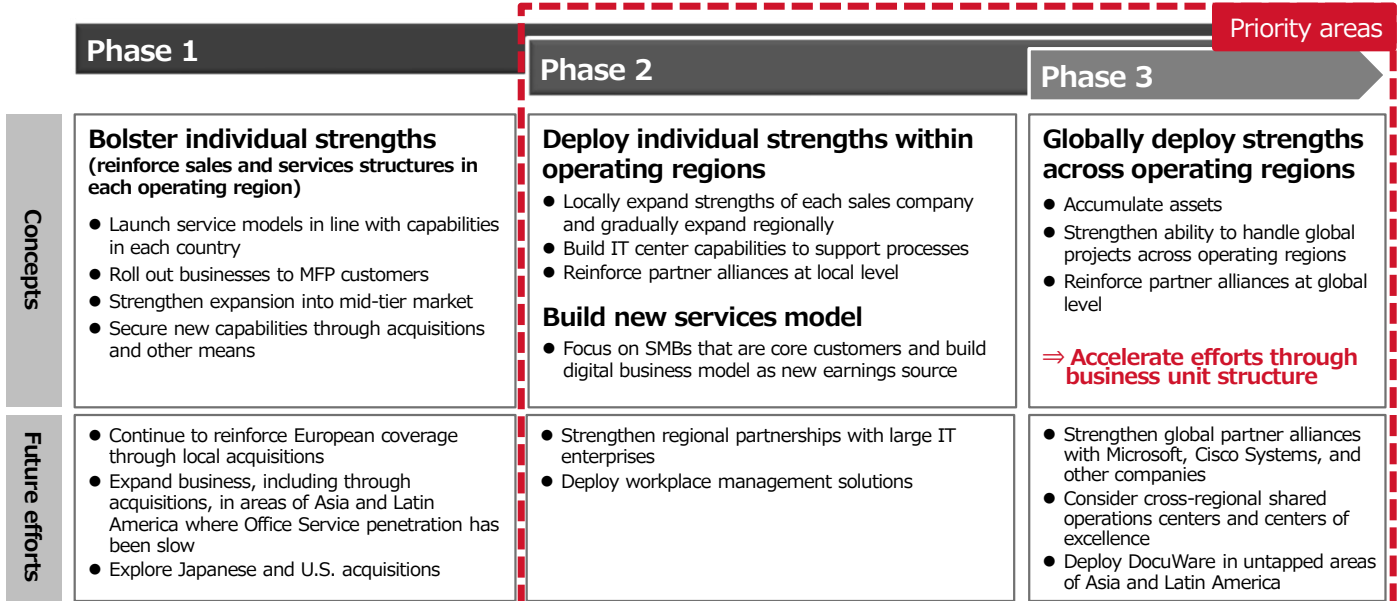 Priority areas
Phase 1
Phase 2
Phase 3
Concepts
Bolster individual strengths
(reinforce sales and services structures in
each operating region)
● Launch service models in line with capabilities
in each country
● Roll out businesses to MFP customers
● Strengthen expansion into mid-tier market
● Secure new capabilities through acquisitions
and other means
Deploy individual strengths within
operating regions
● Locally expand strengths of each sales company
and gradually expand regionally
● Build IT center capabilities to support processes
● Reinforce partner alliances at local level
Build new services model
● Focus on SMBs that are core customers and build
digital business model as new earnings source
Globally deploy strengths
across operating regions
● Accumulate assets
● Strengthen ability to handle global
projects across operating regions
● Reinforce partner alliances at global
level
⇒ Accelerate efforts through
business unit structure
Future efforts
● Continue to reinforce European coverage
through local acquisitions
● Expand business, including through
acquisitions, in areas of Asia and Latin
America where Office Service penetration has
been slow
● Explore Japanese and U.S. acquisitions
● Strengthen regional partnerships with large IT
enterprises
● Deploy workplace management solutions
● Strengthen global partner alliances
with Microsoft, Cisco Systems, and
other companies
● Consider cross-regional shared
operations centers and centers of
excellence
● Deploy DocuWare in untapped areas
of Asia and Latin America